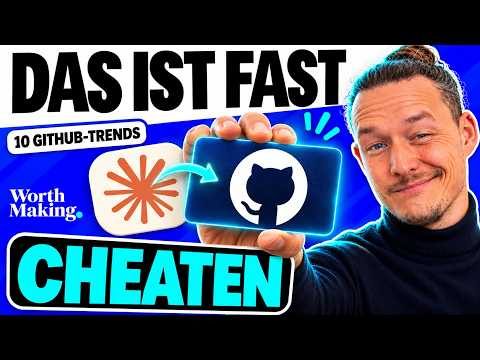 DAS IST FAST
10 GITHUB-TRENDS
Worth
Making.
CHEATEN